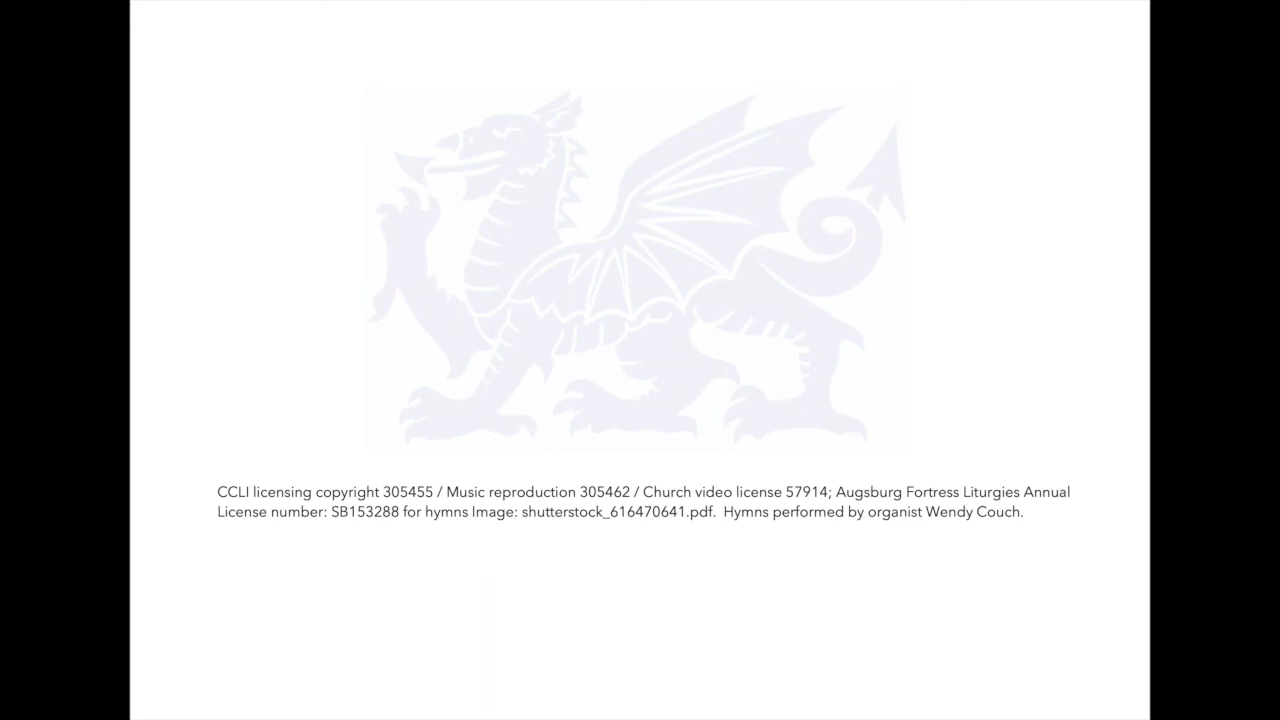 CCLI licensing copyright 305455 / Music reproduction 305462 / Church video license 57914; Augsburg Fortress Liturgies Annual
License number: SB153288 for hymns Image: shutterstock_616470641.pdf.  Hymns performed by organist Wendy Couch.